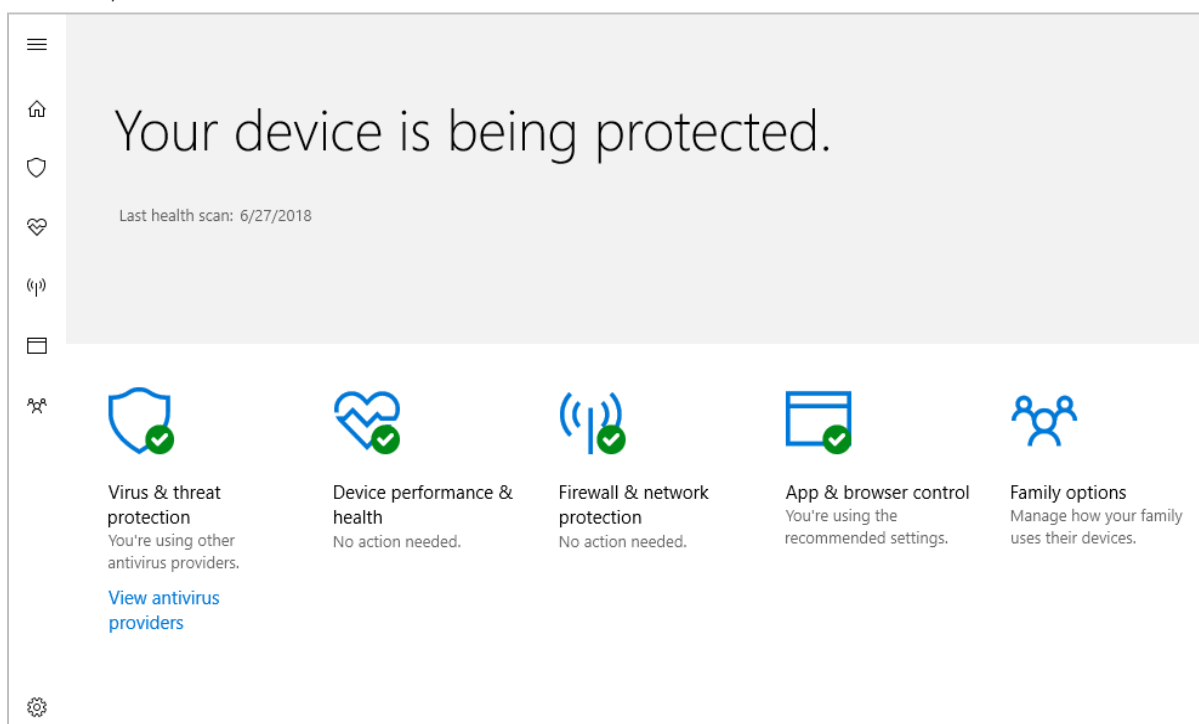 Your device is being protected.
Last health scan: 6/27/2018
Virus & threat
protection
You're using other
antivirus providers.
View antivirus
providers
Device performance &
health
No action needed.
Firewall & network
protection
No action needed.
App & browser control
You're using the
recommended settings.
Family options
Manage how your family
uses their devices.